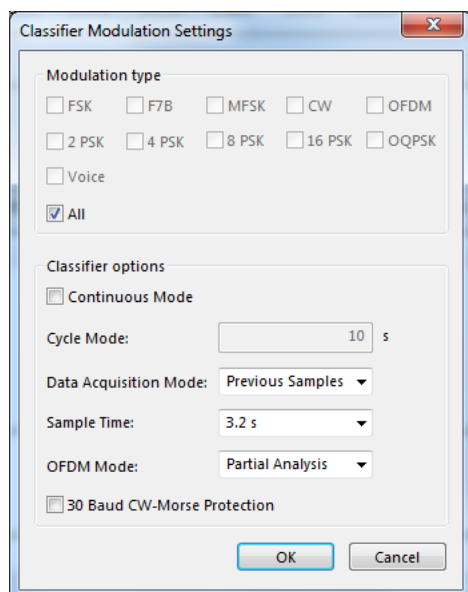 Classifier Modulation Settings
Modulation type
FSK F7B MFSK CW OFDM
2 PSK 4 PSK 8 PSK 16 PSK OQPSK
Voice
All
Classifier options
Continuous Mode
Cycle Mode: 10 s
Data Acquisition Mode: Previous Samples
Sample Time: 3.2 s
OFDM Mode: Partial Analysis
30 Baud CW-Morse Protection
OK Cancel